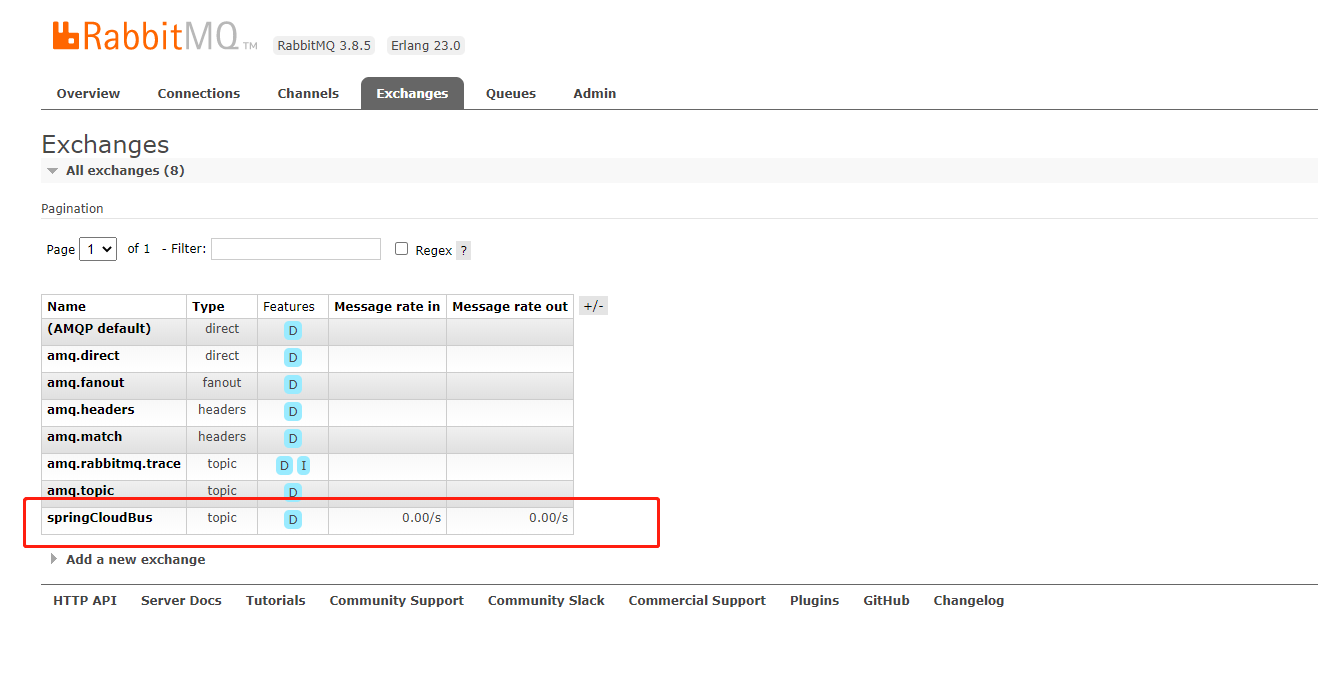 RabbitMQ TM RabbitMQ 3.8.5 Erlang 23.0
Overview Connections Channels Exchanges Queues Admin
Exchanges
All exchanges (8)
Pagination
Page 1 of 1 - Filter: Regex ?
Name Type Features Message rate in Message rate out +/-
(AMQP default) direct D
amq.direct direct D
amq.fanout fanout D
amq.headers headers D
amq.match headers D
amq.rabbitmq.trace topic D I
amq.topic topic D
springCloudBus topic D 0.00/s 0.00/s
Add a new exchange
HTTP API Server Docs Tutorials Community Support Community Slack Commercial Support Plugins GitHub Changelog